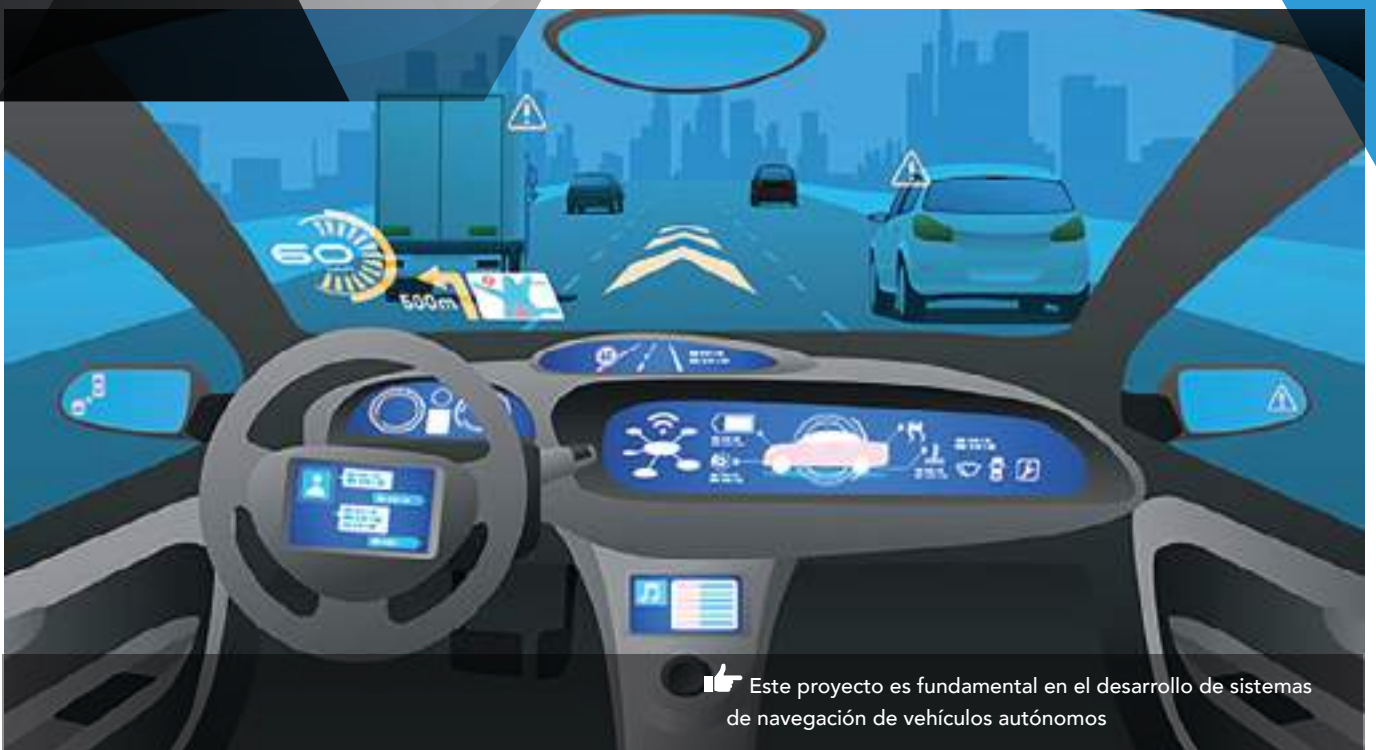 60
500m
Este proyecto es fundamental en el desarrollo de sistemas
de navegación de vehículos autónomos